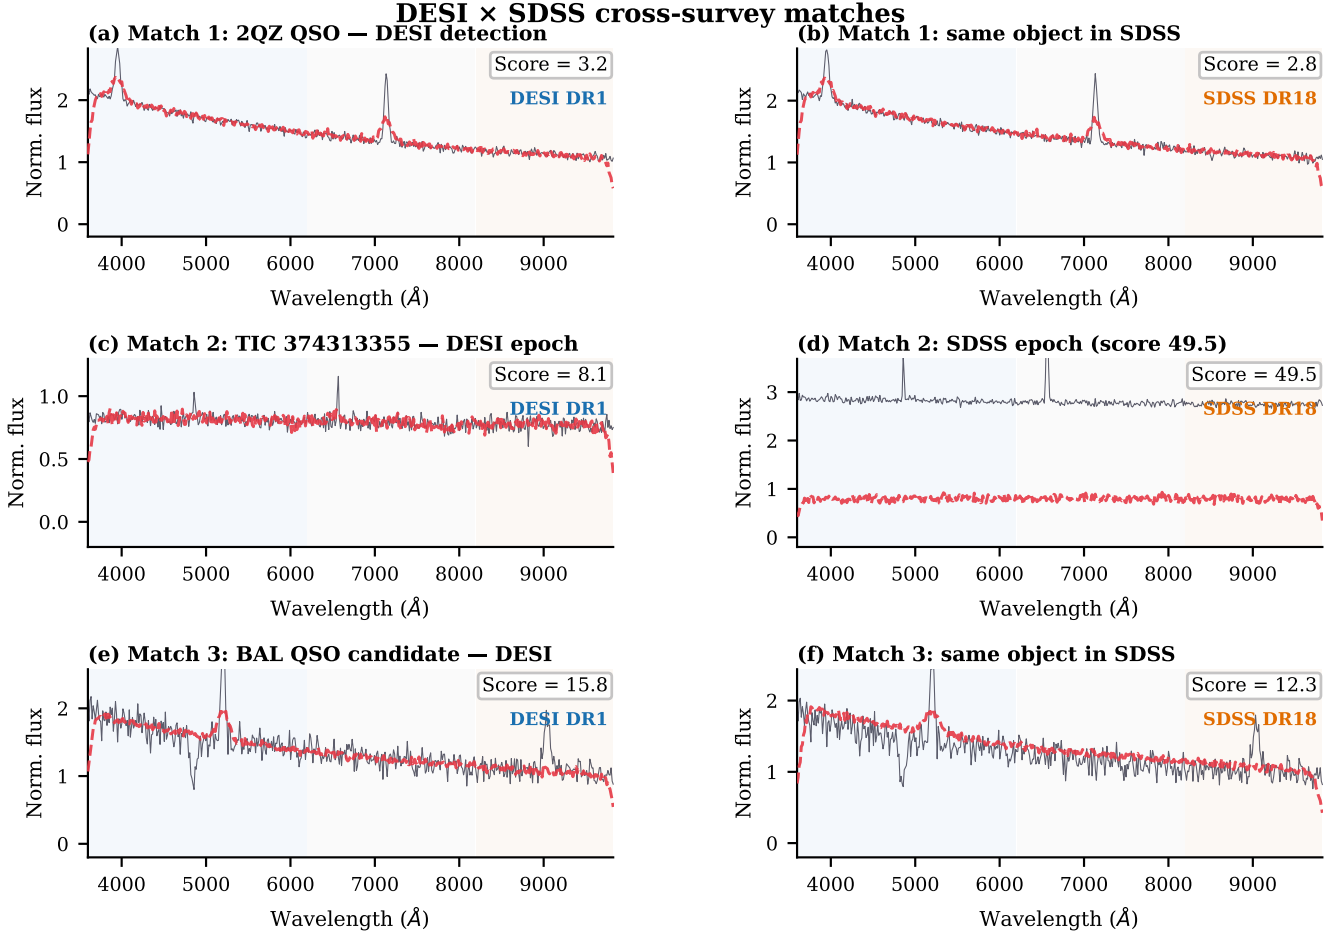 DESI × SDSS cross-survey matches
(a) Match 1: 2QZ QSO — DESI detection
Score = 3.2
DESI DR1
Norm. flux
2
1
0
4000 5000 6000 7000 8000 9000
Wavelength (Å)
(b) Match 1: same object in SDSS
Score = 2.8
SDSS DR18
Norm. flux
2
1
0
4000 5000 6000 7000 8000 9000
Wavelength (Å)
(c) Match 2: TIC 374313355 — DESI epoch
Score = 8.1
DESI DR1
Norm. flux
1.0
0.5
0.0
4000 5000 6000 7000 8000 9000
Wavelength (Å)
(d) Match 2: SDSS epoch (score 49.5)
Score = 49.5
SDSS DR18
Norm. flux
3
2
1
0
4000 5000 6000 7000 8000 9000
Wavelength (Å)
(e) Match 3: BAL QSO candidate — DESI
Score = 15.8
DESI DR1
Norm. flux
2
1
0
4000 5000 6000 7000 8000 9000
Wavelength (Å)
(f) Match 3: same object in SDSS
Score = 12.3
SDSS DR18
Norm. flux
2
1
0
4000 5000 6000 7000 8000 9000
Wavelength (Å)